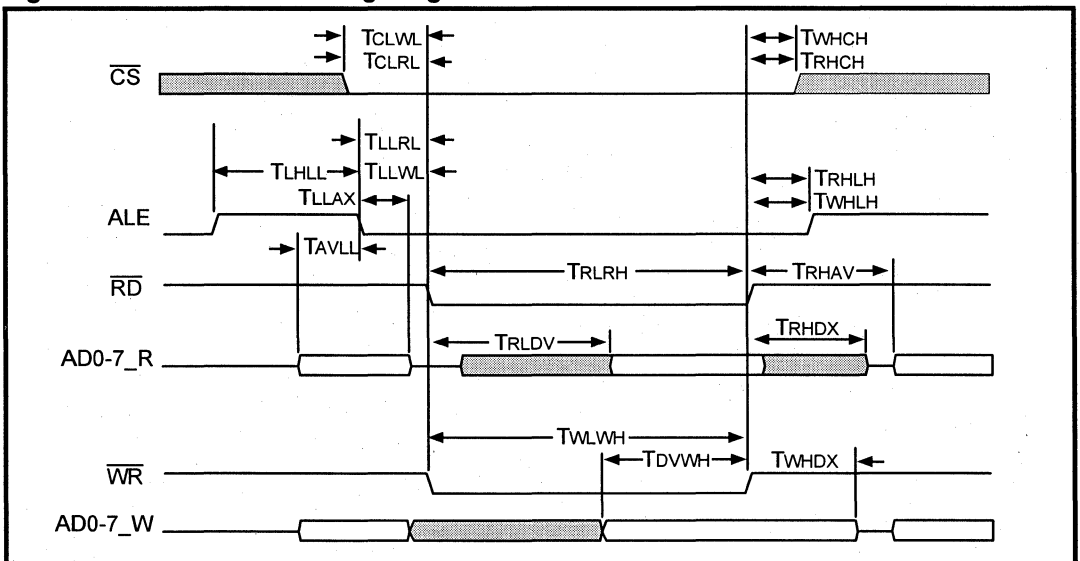 TCLWL
TCLRL
TWHCH
TRHCH
CS
TLLRL
TLHLL
TLLWL
TLLAX
TRHLH
TWHLH
ALE
TAVLL
TRLRH
TRHAV
RD
TRLDV
TRHDX
AD0-7_R
TWLWH
TDVWH
TWHDX
WR
AD0-7_W